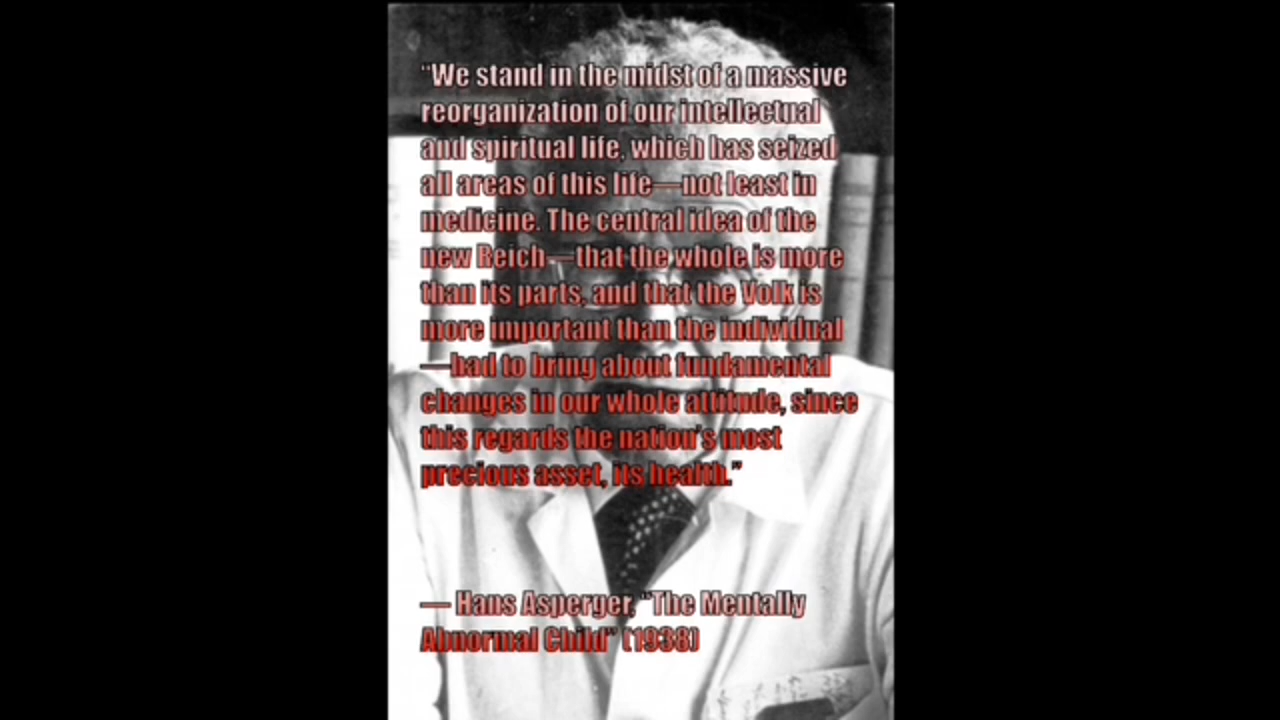 “We stand in the midst of a massive
reorganization of our intellectual
and spiritual life, which has seized
all areas of this life—not least in
medicine. The central idea of the
new Reich—that the whole is more
than its parts, and that the Volk is
more important than the individual
—had to bring about fundamental
changes in our whole attitude, since
this regards the nation's most
precious asset, its health.”
— Hans Asperger, “The Mentally
Abnormal Child” (1938)